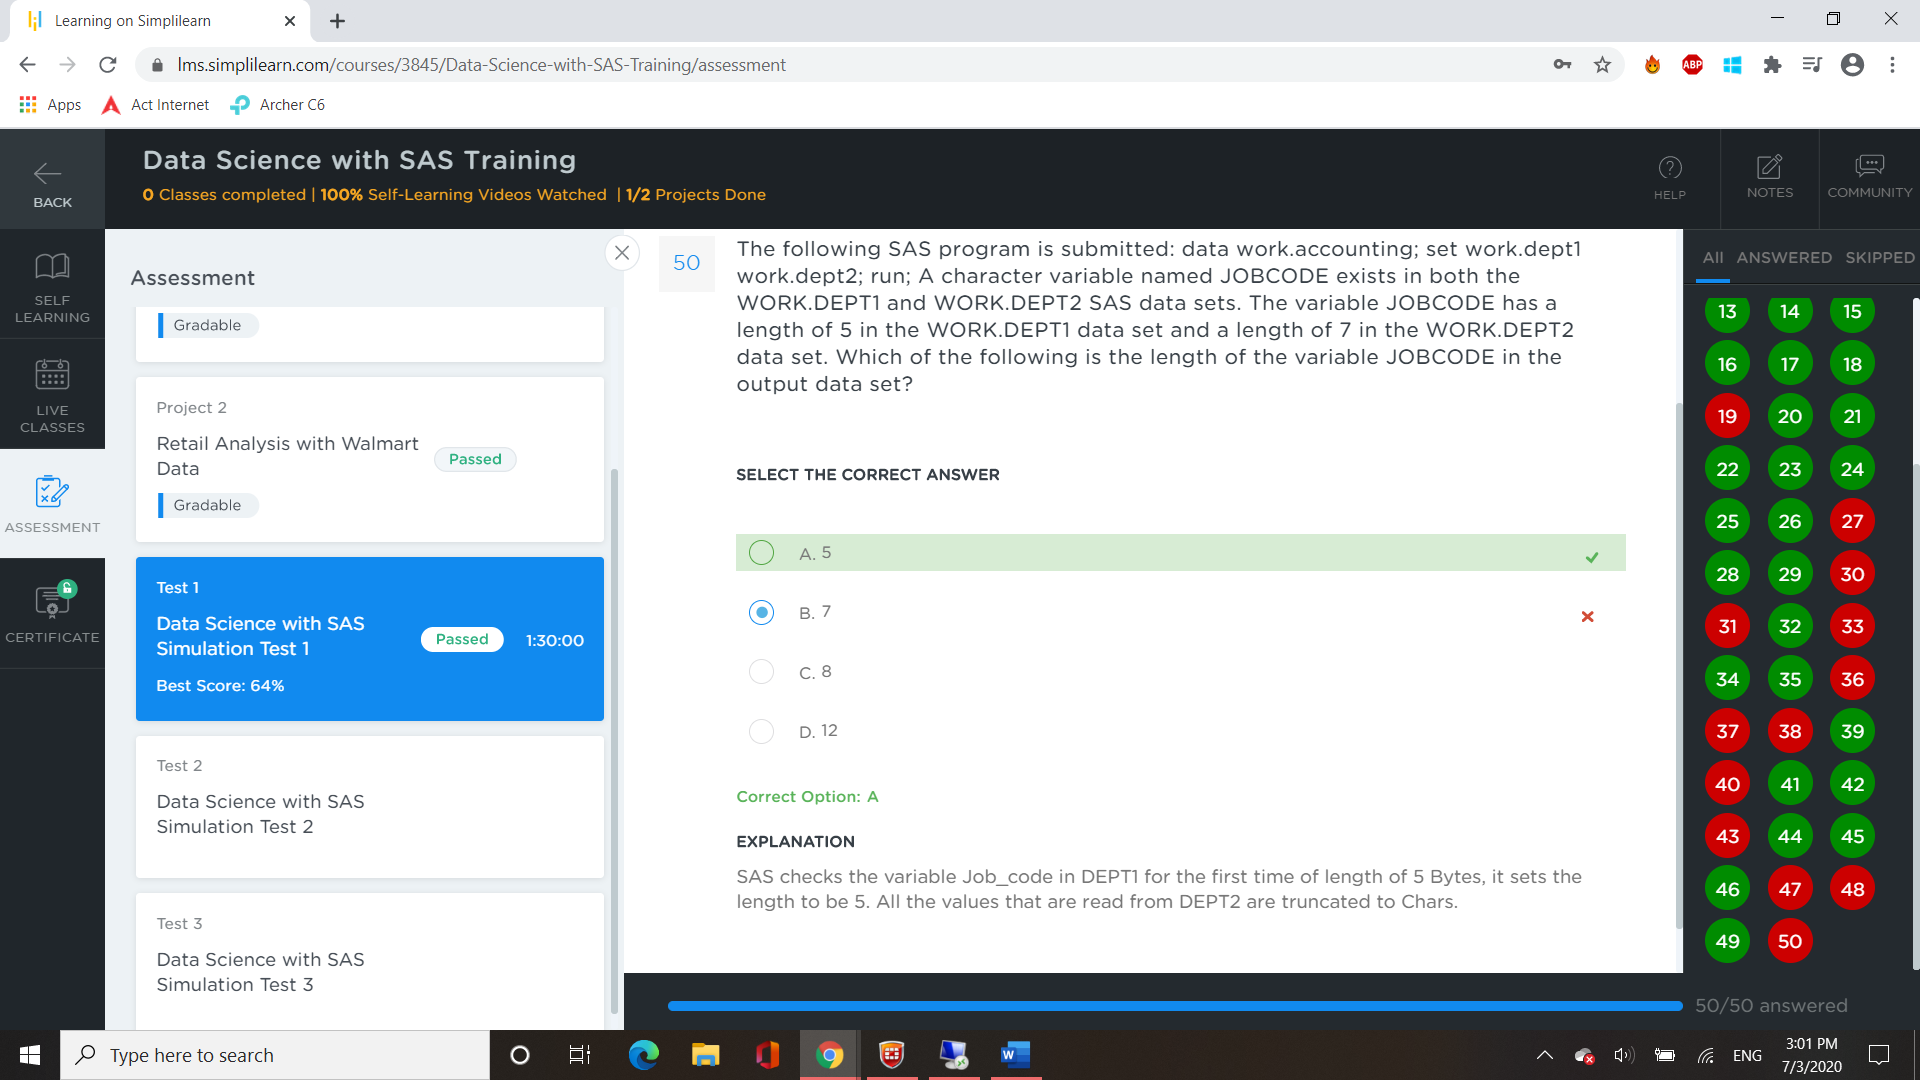 Learning on Simplilearn
lms.simplilearn.com/courses/3845/Data-Science-with-SAS-Training/assessment
ABP
Apps
Act Internet
Archer C6
BACK
Data Science with SAS Training
0 Classes completed | 100% Self-Learning Videos Watched | 1/2 Projects Done
HELP
NOTES
COMMUNITY
SELF
LEARNING
LIVE
CLASSES
ASSESSMENT
CERTIFICATE
Assessment
Gradable
Project 2
Retail Analysis with Walmart
Data
Passed
Gradable
Test 1
Data Science with SAS
Simulation Test 1
Passed
1:30:00
Best Score: 64%
Test 2
Data Science with SAS
Simulation Test 2
Test 3
Data Science with SAS
Simulation Test 3
50
The following SAS program is submitted: data work.accounting; set work.dept1
work.dept2; run; A character variable named JOBCODE exists in both the
WORK.DEPT1 and WORK.DEPT2 SAS data sets. The variable JOBCODE has a
length of 5 in the WORK.DEPT1 data set and a length of 7 in the WORK.DEPT2
data set. Which of the following is the length of the variable JOBCODE in the
output data set?
SELECT THE CORRECT ANSWER
A. 5
B. 7
C. 8
D. 12
Correct Option: A
EXPLANATION
SAS checks the variable Job_code in DEPT1 for the first time of length of 5 Bytes, it sets the
length to be 5. All the values that are read from DEPT2 are truncated to Chars.
All ANSWERED SKIPPED
13 14 15
16 17 18
19 20 21
22 23 24
25 26 27
28 29 30
31 32 33
34 35 36
37 38 39
40 41 42
43 44 45
46 47 48
49 50
50/50 answered
Type here to search
ENG
3:01 PM
7/3/2020